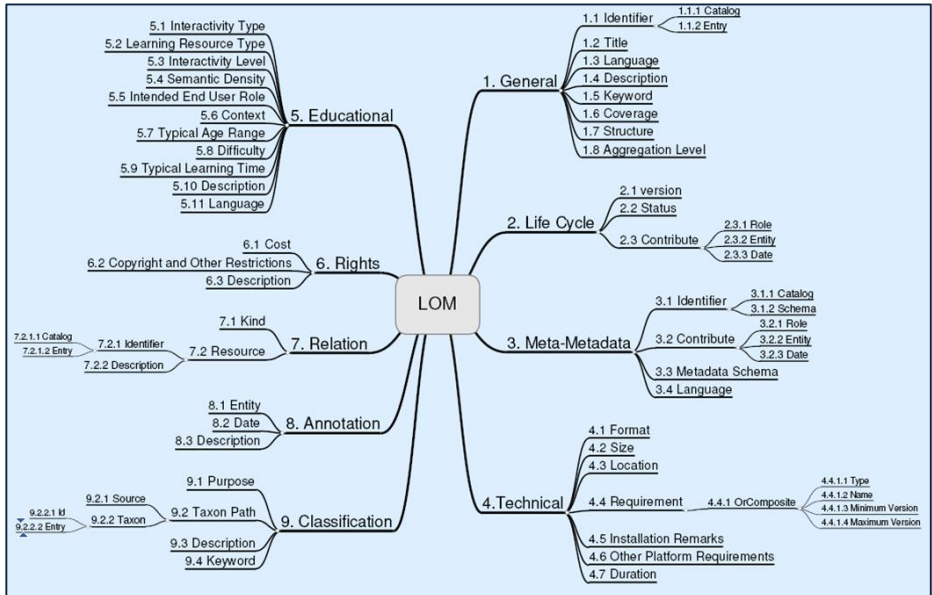 LOM
1. General
1.1 Identifier
1.1.1 Catalog
1.1.2 Entry
1.2 Title
1.3 Language
1.4 Description
1.5 Keyword
1.6 Coverage
1.7 Structure
1.8 Aggregation Level
2. Life Cycle
2.1 version
2.2 Status
2.3 Contribute
2.3.1 Role
2.3.2 Entity
2.3.3 Date
3. Meta-Metadata
3.1 Identifier
3.1.1 Catalog
3.1.2 Schema
3.2 Contribute
3.2.1 Role
3.2.2 Entity
3.2.3 Date
3.3 Metadata Schema
3.4 Language
4.Technical
4.1 Format
4.2 Size
4.3 Location
4.4 Requirement
4.4.1 OrComposite
4.4.1.1 Type
4.4.1.2 Name
4.4.1.3 Minimum Version
4.4.1.4 Maximum Version
4.5 Installation Remarks
4.6 Other Platform Requirements
4.7 Duration
5. Educational
5.1 Interactivity Type
5.2 Learning Resource Type
5.3 Interactivity Level
5.4 Semantic Density
5.5 Intended End User Role
5.6 Context
5.7 Typical Age Range
5.8 Difficulty
5.9 Typical Learning Time
5.10 Description
5.11 Language
6. Rights
6.1 Cost
6.2 Copyright and Other Restrictions
6.3 Description
7. Relation
7.1 Kind
7.2 Resource
7.2.1 Identifier
7.2.1.1 Catalog
7.2.1.2 Entry
7.2.2 Description
8. Annotation
8.1 Entity
8.2 Date
8.3 Description
9. Classification
9.1 Purpose
9.2 Taxon Path
9.2.1 Source
9.2.2 Taxon
9.2.2.1 Id
9.2.2.2 Entry
9.3 Description
9.4 Keyword